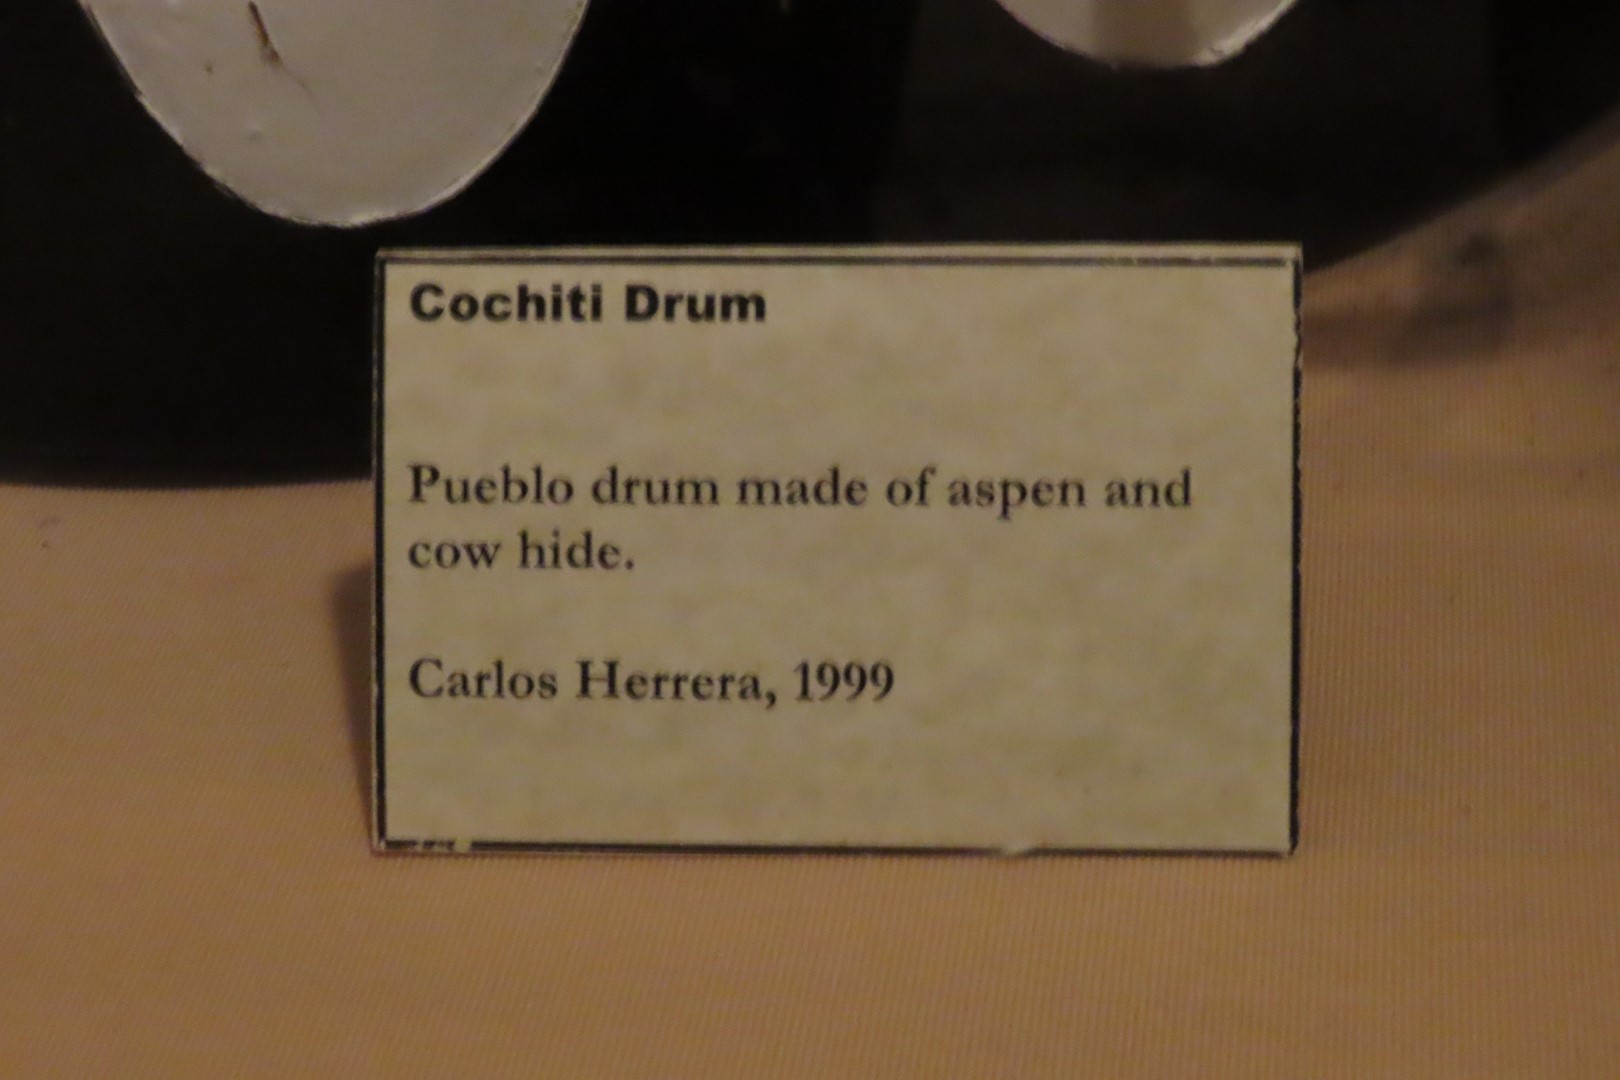 Cochiti Drum
Pueblo drum made of aspen and
cow hide.
Carlos Herrera, 1999